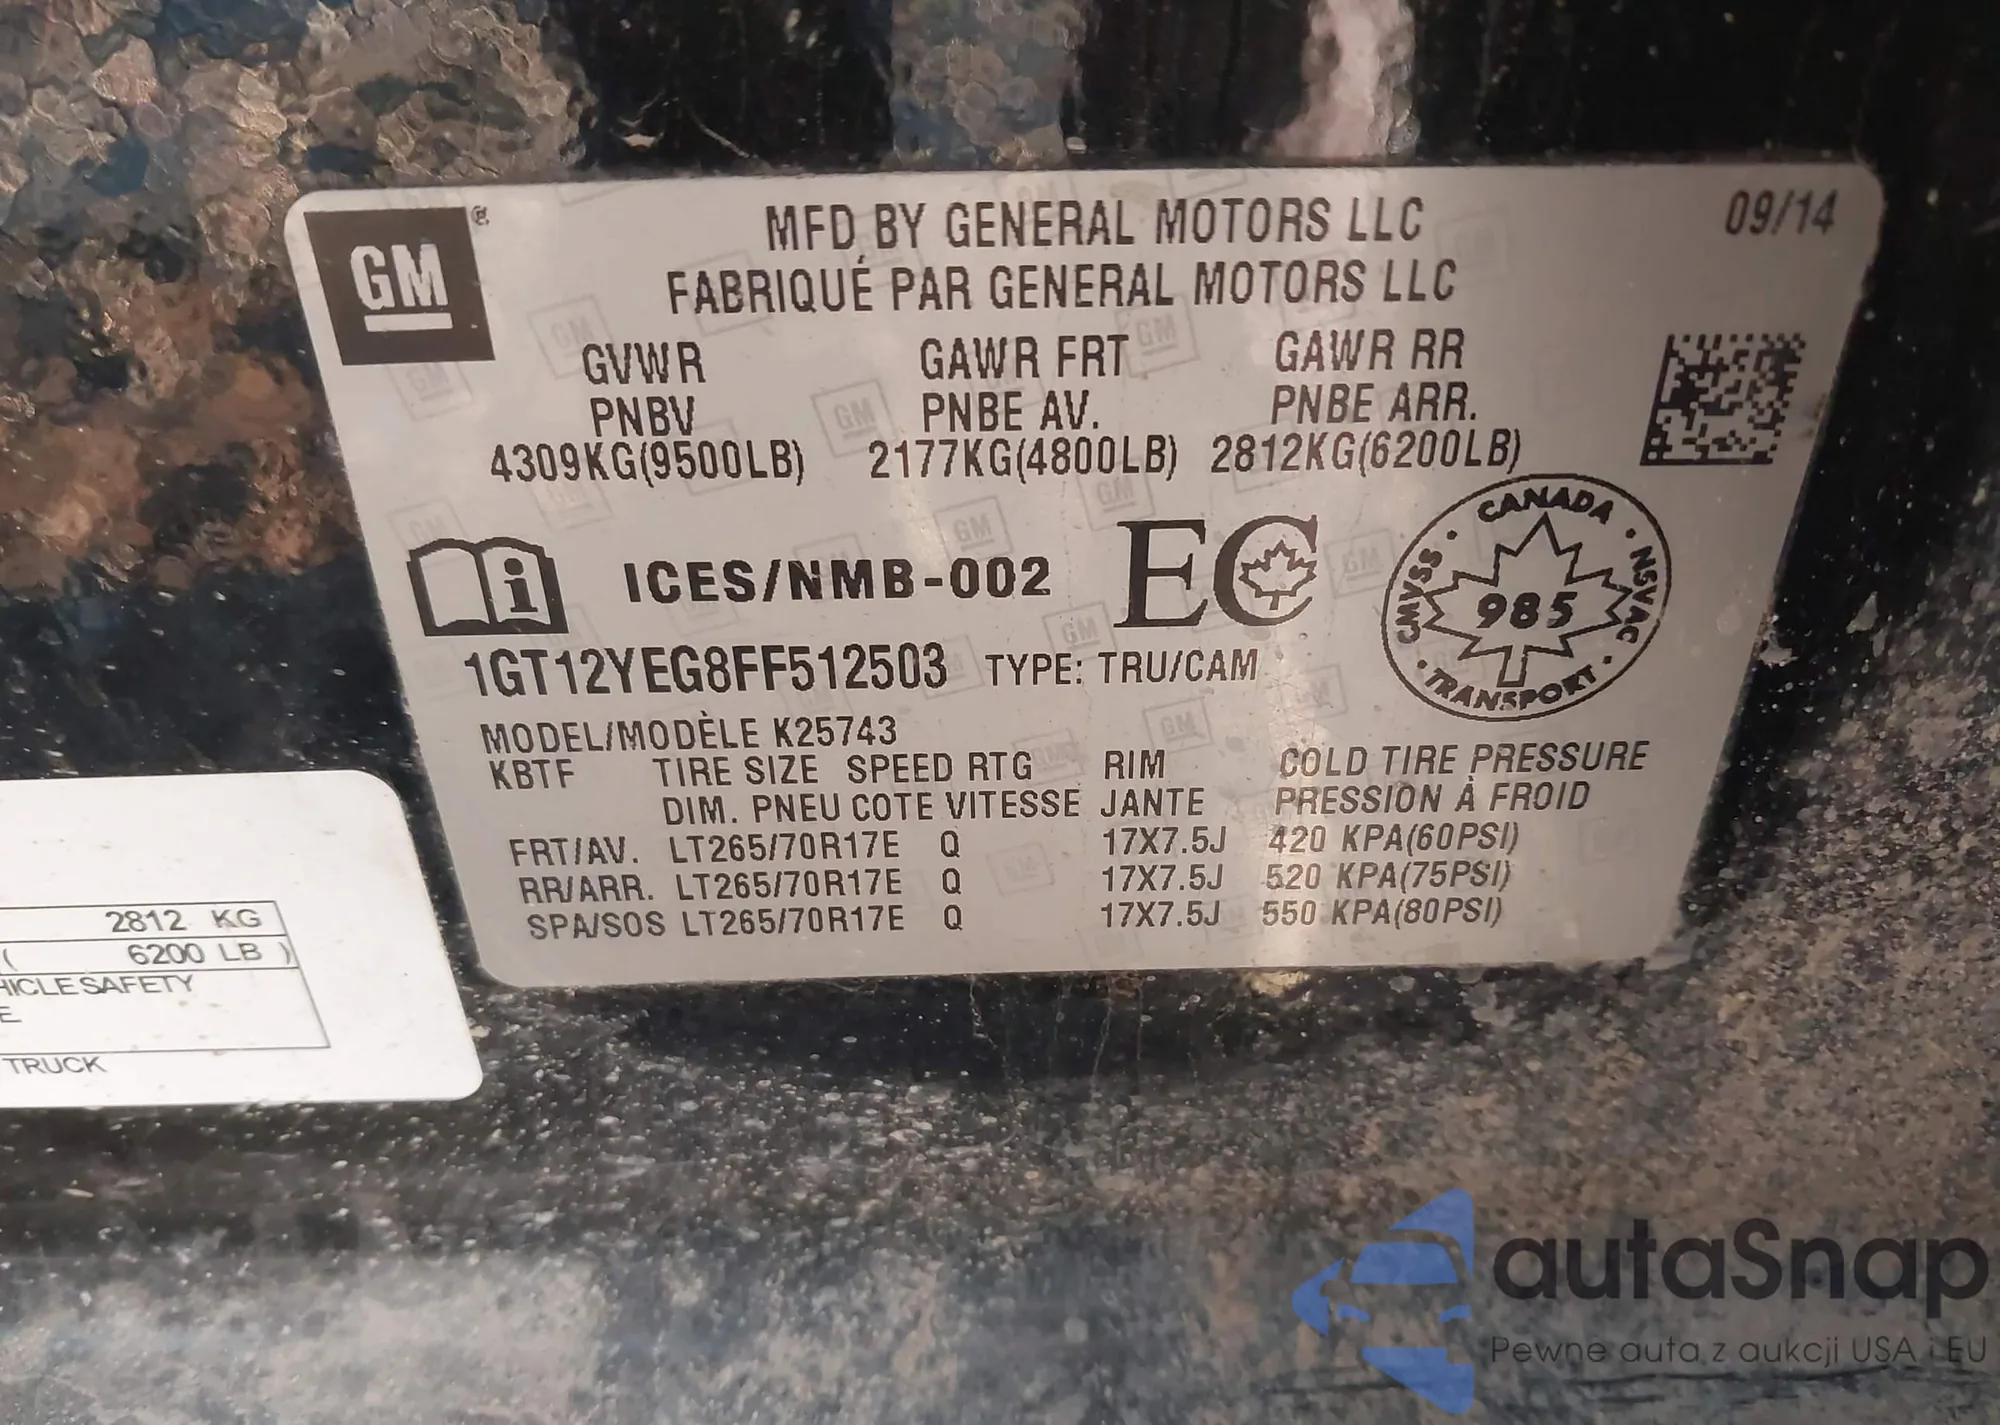 GM
MFD BY GENERAL MOTORS LLC
09/14
FABRIQUÉ PAR GENERAL MOTORS LLC
GVWR GAWR FRT GAWR RR
PNBV PNBE AV. PNBE ARR.
4309KG(9500LB) 2177KG(4800LB) 2812KG(6200LB)
i ICES/NMB-002 EC
CANADA · NSVAC · TRANSPORT · CMVSS ·
985
1GT12YEG8FF512503 TYPE: TRU/CAM
MODEL/MODÈLE K25743
KBTF TIRE SIZE SPEED RTG RIM COLD TIRE PRESSURE
DIM. PNEU COTE VITESSE JANTE PRESSION À FROID
FRT/AV. LT265/70R17E Q 17X7.5J 420 KPA(60PSI)
RR/ARR. LT265/70R17E Q 17X7.5J 520 KPA(75PSI)
SPA/SOS LT265/70R17E Q 17X7.5J 550 KPA(80PSI)
2812 KG
( 6200 LB )
HICLE SAFETY
E
TRUCK
autaSnap
Pewne auta z aukcji USA i EU